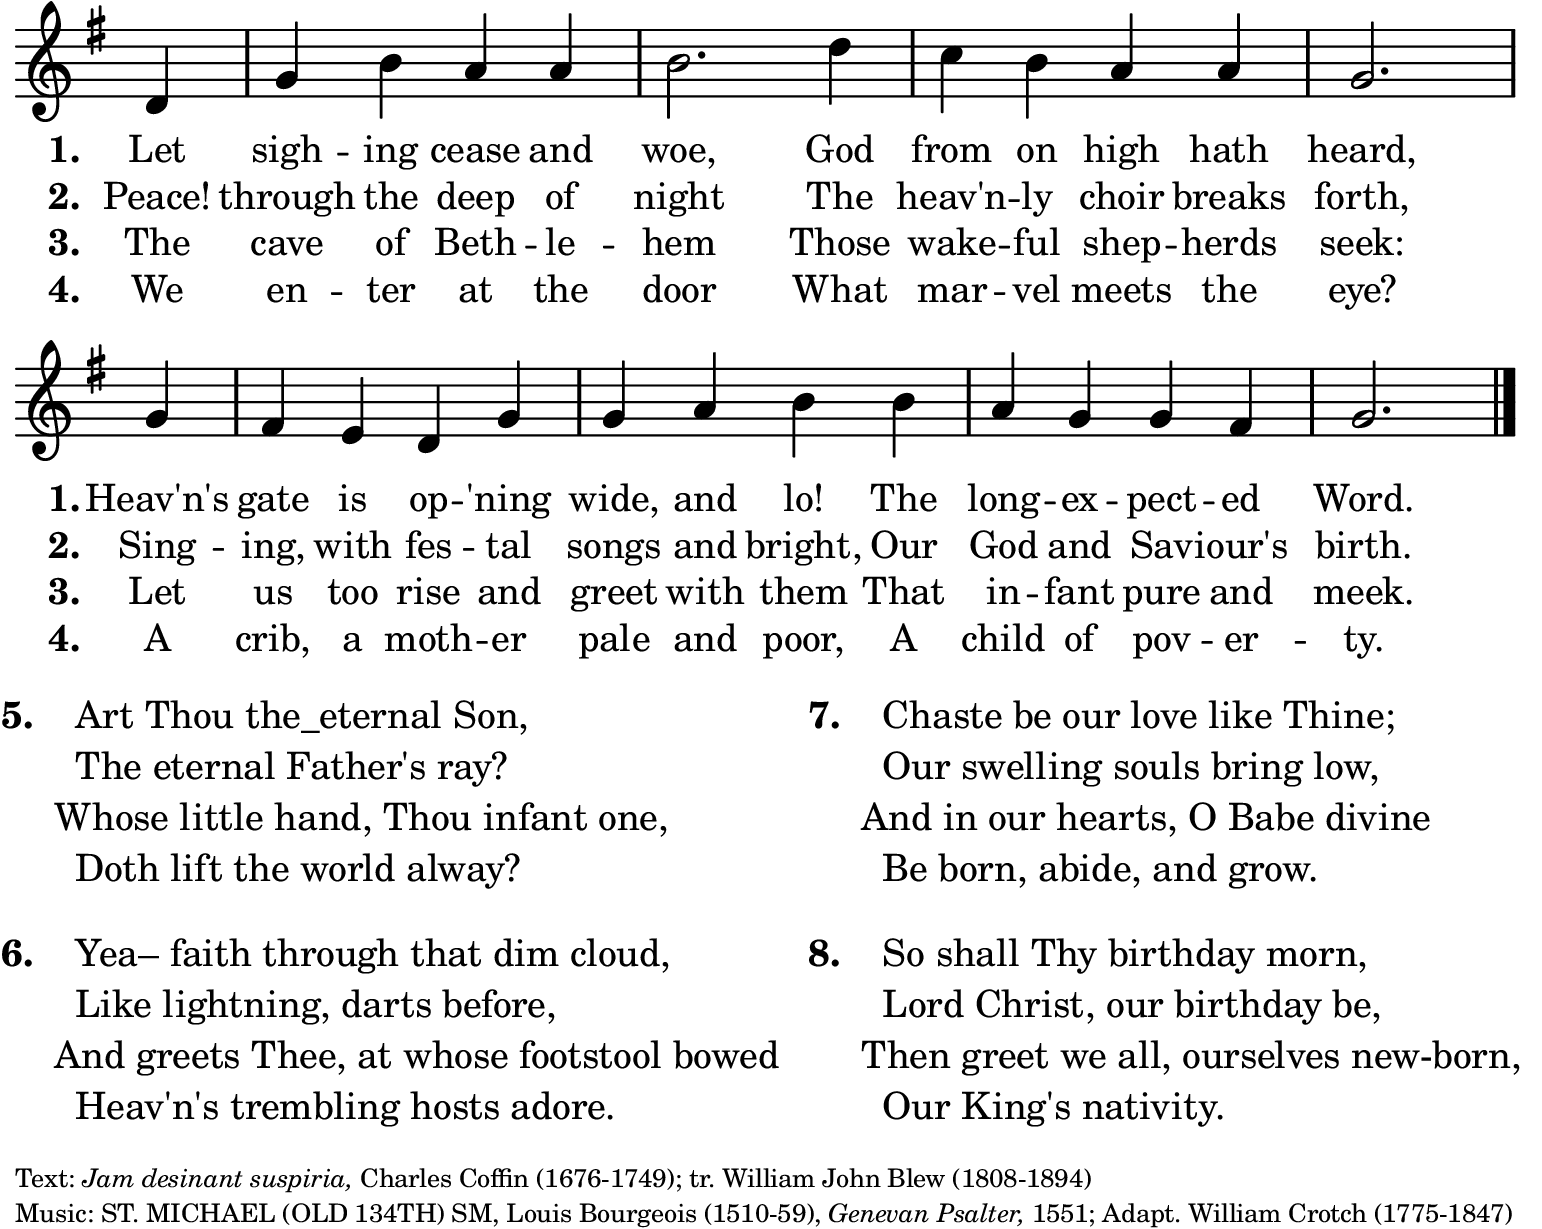 1. Let sigh - ing cease and woe, God from on high hath heard,
2. Peace! through the deep of night The heav'n - ly choir breaks forth,
3. The cave of Beth - le - hem Those wake - ful shep - herds seek:
4. We en - ter at the door What mar - vel meets the eye?
1. Heav'n's gate is op - 'ning wide, and lo! The long - ex - pect - ed Word.
2. Sing - ing, with fes - tal songs and bright, Our God and Saviour's birth.
3. Let us too rise and greet with them That in - fant pure and meek.
4. A crib, a moth - er pale and poor, A child of pov - er - ty.
5. Art Thou the_eternal Son,
The eternal Father's ray?
Whose little hand, Thou infant one,
Doth lift the world alway?
6. Yea– faith through that dim cloud,
Like lightning, darts before,
And greets Thee, at whose footstool bowed
Heav'n's trembling hosts adore.
7. Chaste be our love like Thine;
Our swelling souls bring low,
And in our hearts, O Babe divine
Be born, abide, and grow.
8. So shall Thy birthday morn,
Lord Christ, our birthday be,
Then greet we all, ourselves new-born,
Our King's nativity.
Text: Jam desinant suspiria, Charles Coffin (1676-1749); tr. William John Blew (1808-1894)
Music: ST. MICHAEL (OLD 134TH) SM, Louis Bourgeois (1510-59), Genevan Psalter, 1551; Adapt. William Crotch (1775-1847)